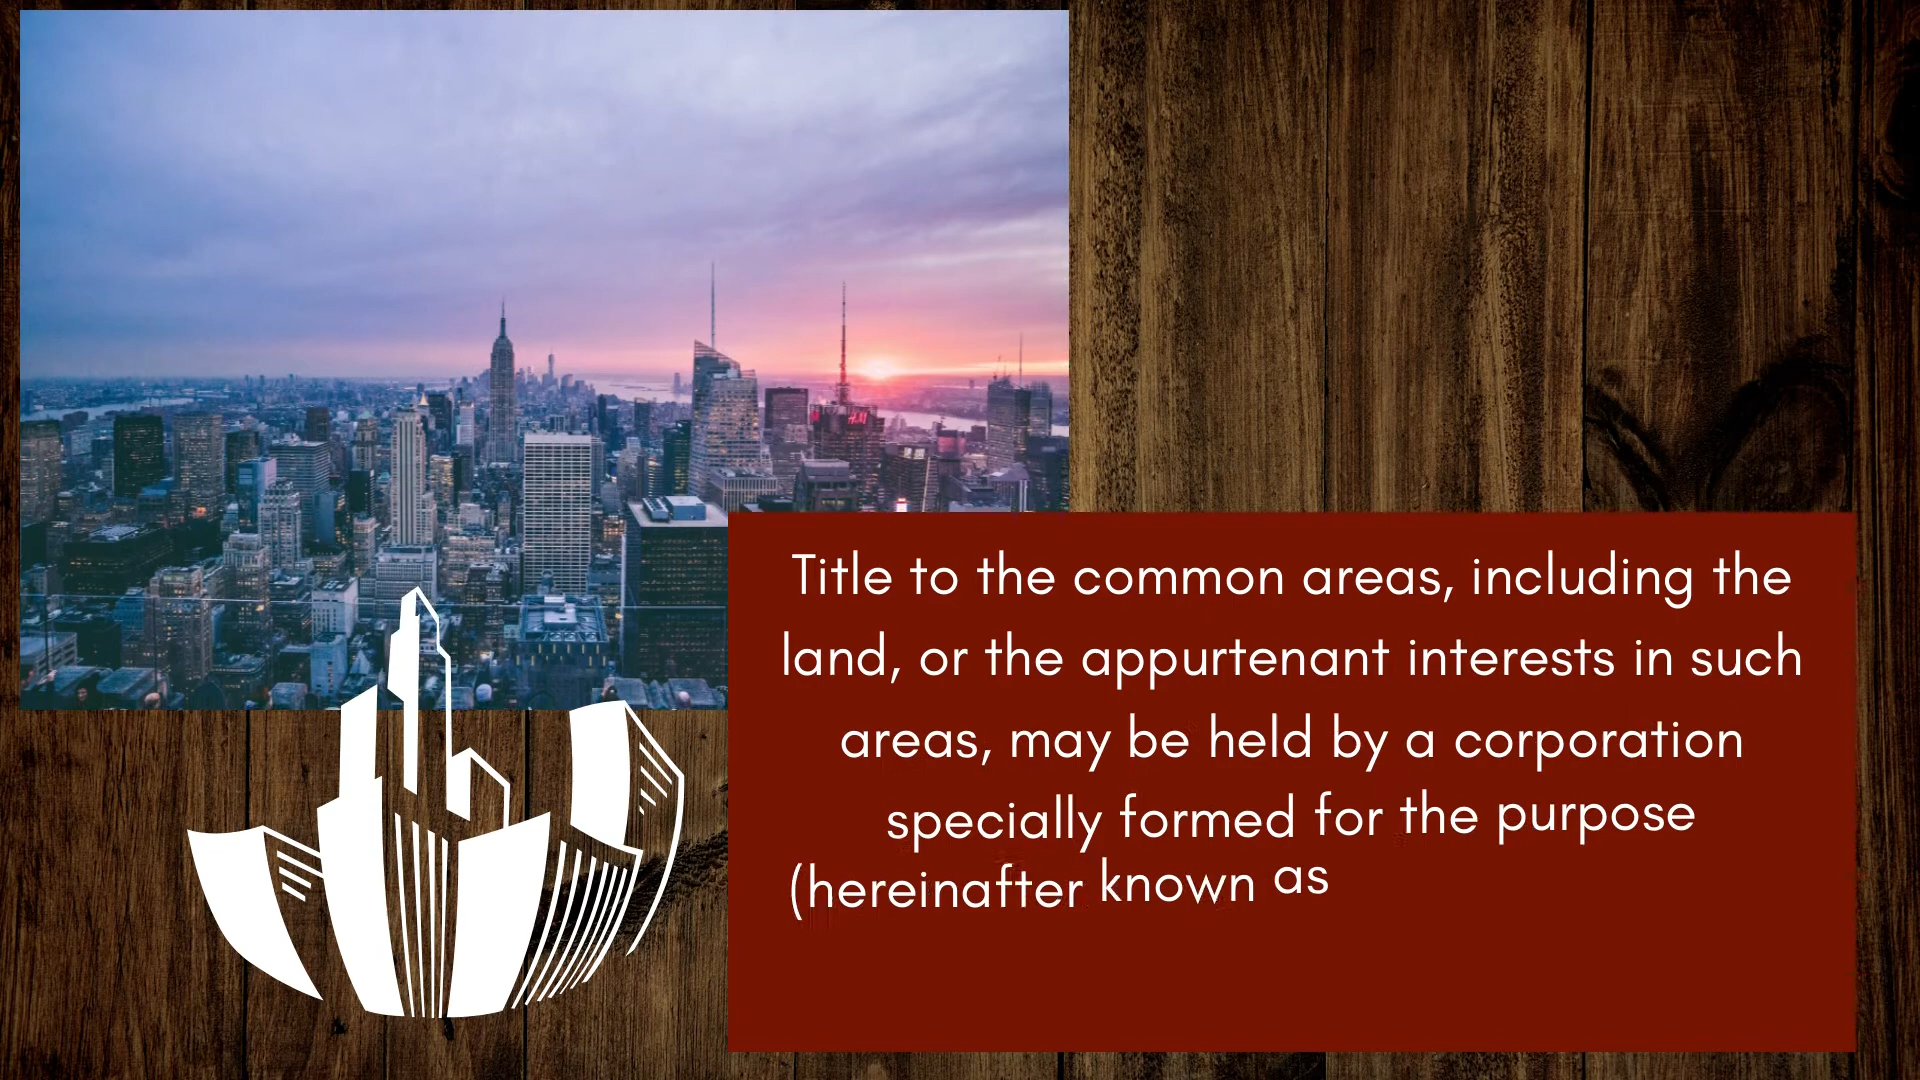 Title to the common areas, including the
land, or the appurtenant interests in such
areas, may be held by a corporation
specially formed for the purpose
(hereinafter known as
H&M